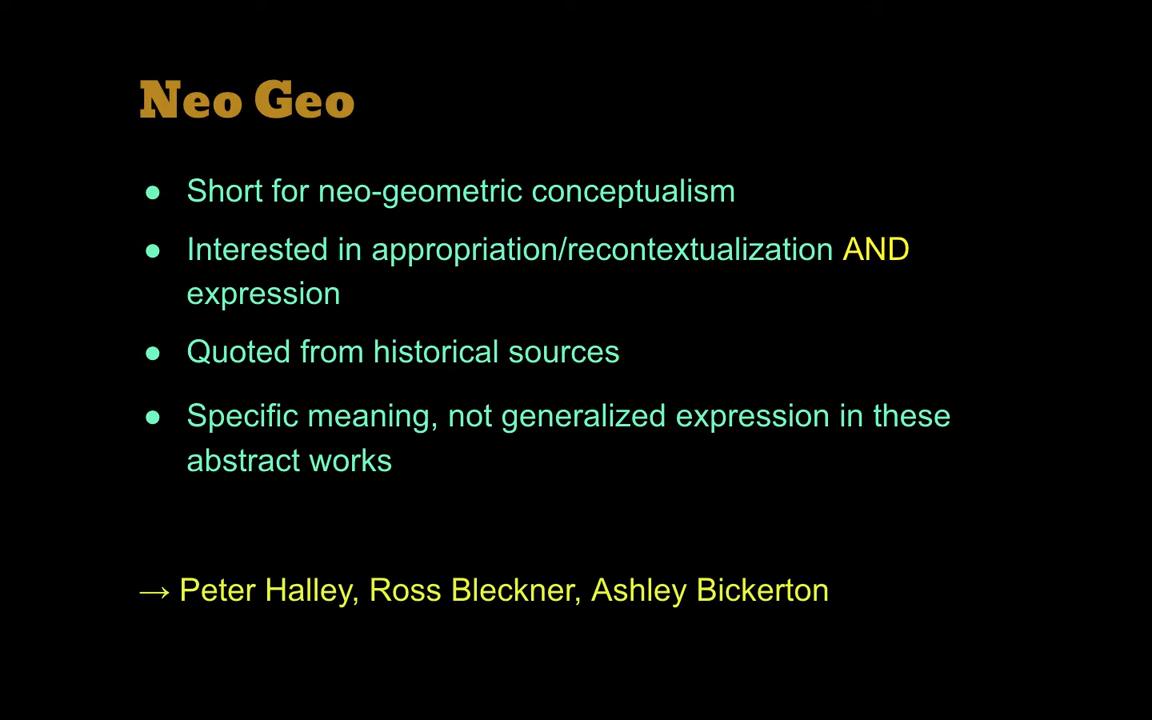 Neo Geo
● Short for neo-geometric conceptualism
● Interested in appropriation/recontextualization AND
expression
● Quoted from historical sources
● Specific meaning, not generalized expression in these
abstract works
→ Peter Halley, Ross Bleckner, Ashley Bickerton